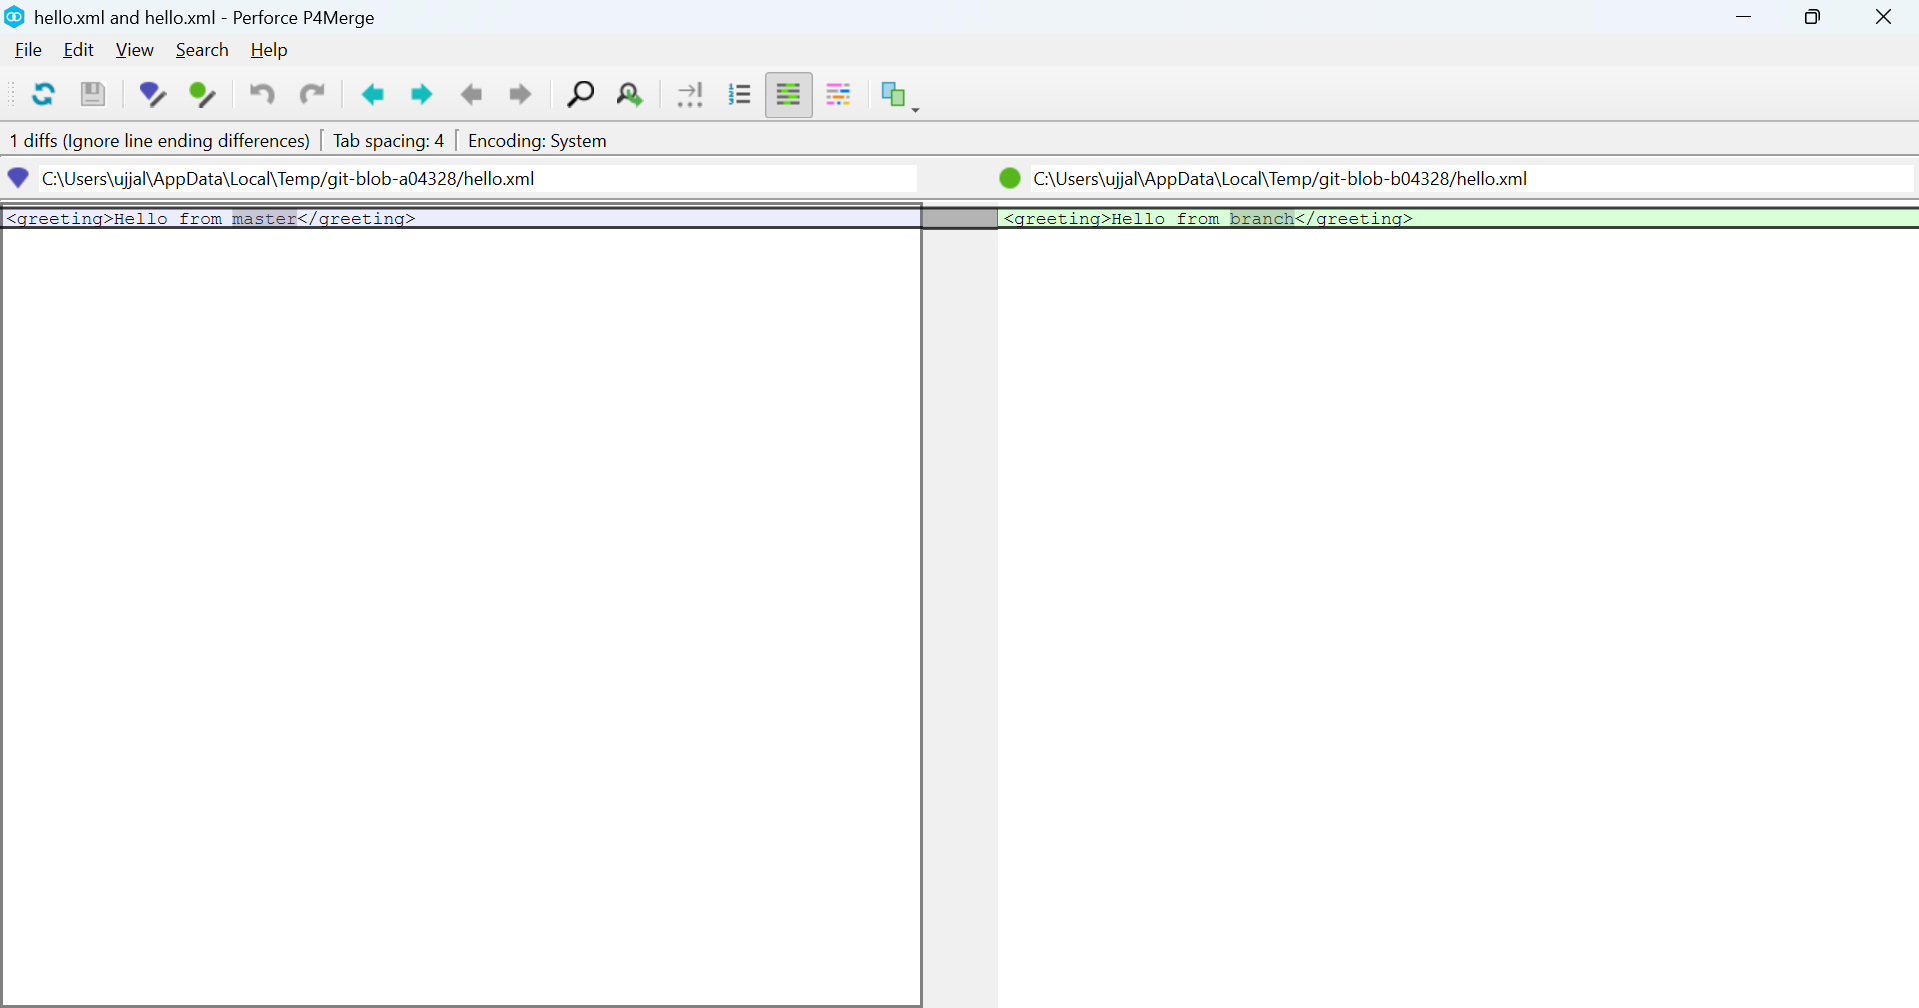 hello.xml and hello.xml - Perforce P4Merge
File Edit View Search Help
1 diffs (Ignore line ending differences) Tab spacing: 4 Encoding: System
C:\Users\ujjal\AppData\Local\Temp/git-blob-a04328/hello.xml
C:\Users\ujjal\AppData\Local\Temp/git-blob-b04328/hello.xml
<greeting>Hello from master</greeting>
<greeting>Hello from branch</greeting>